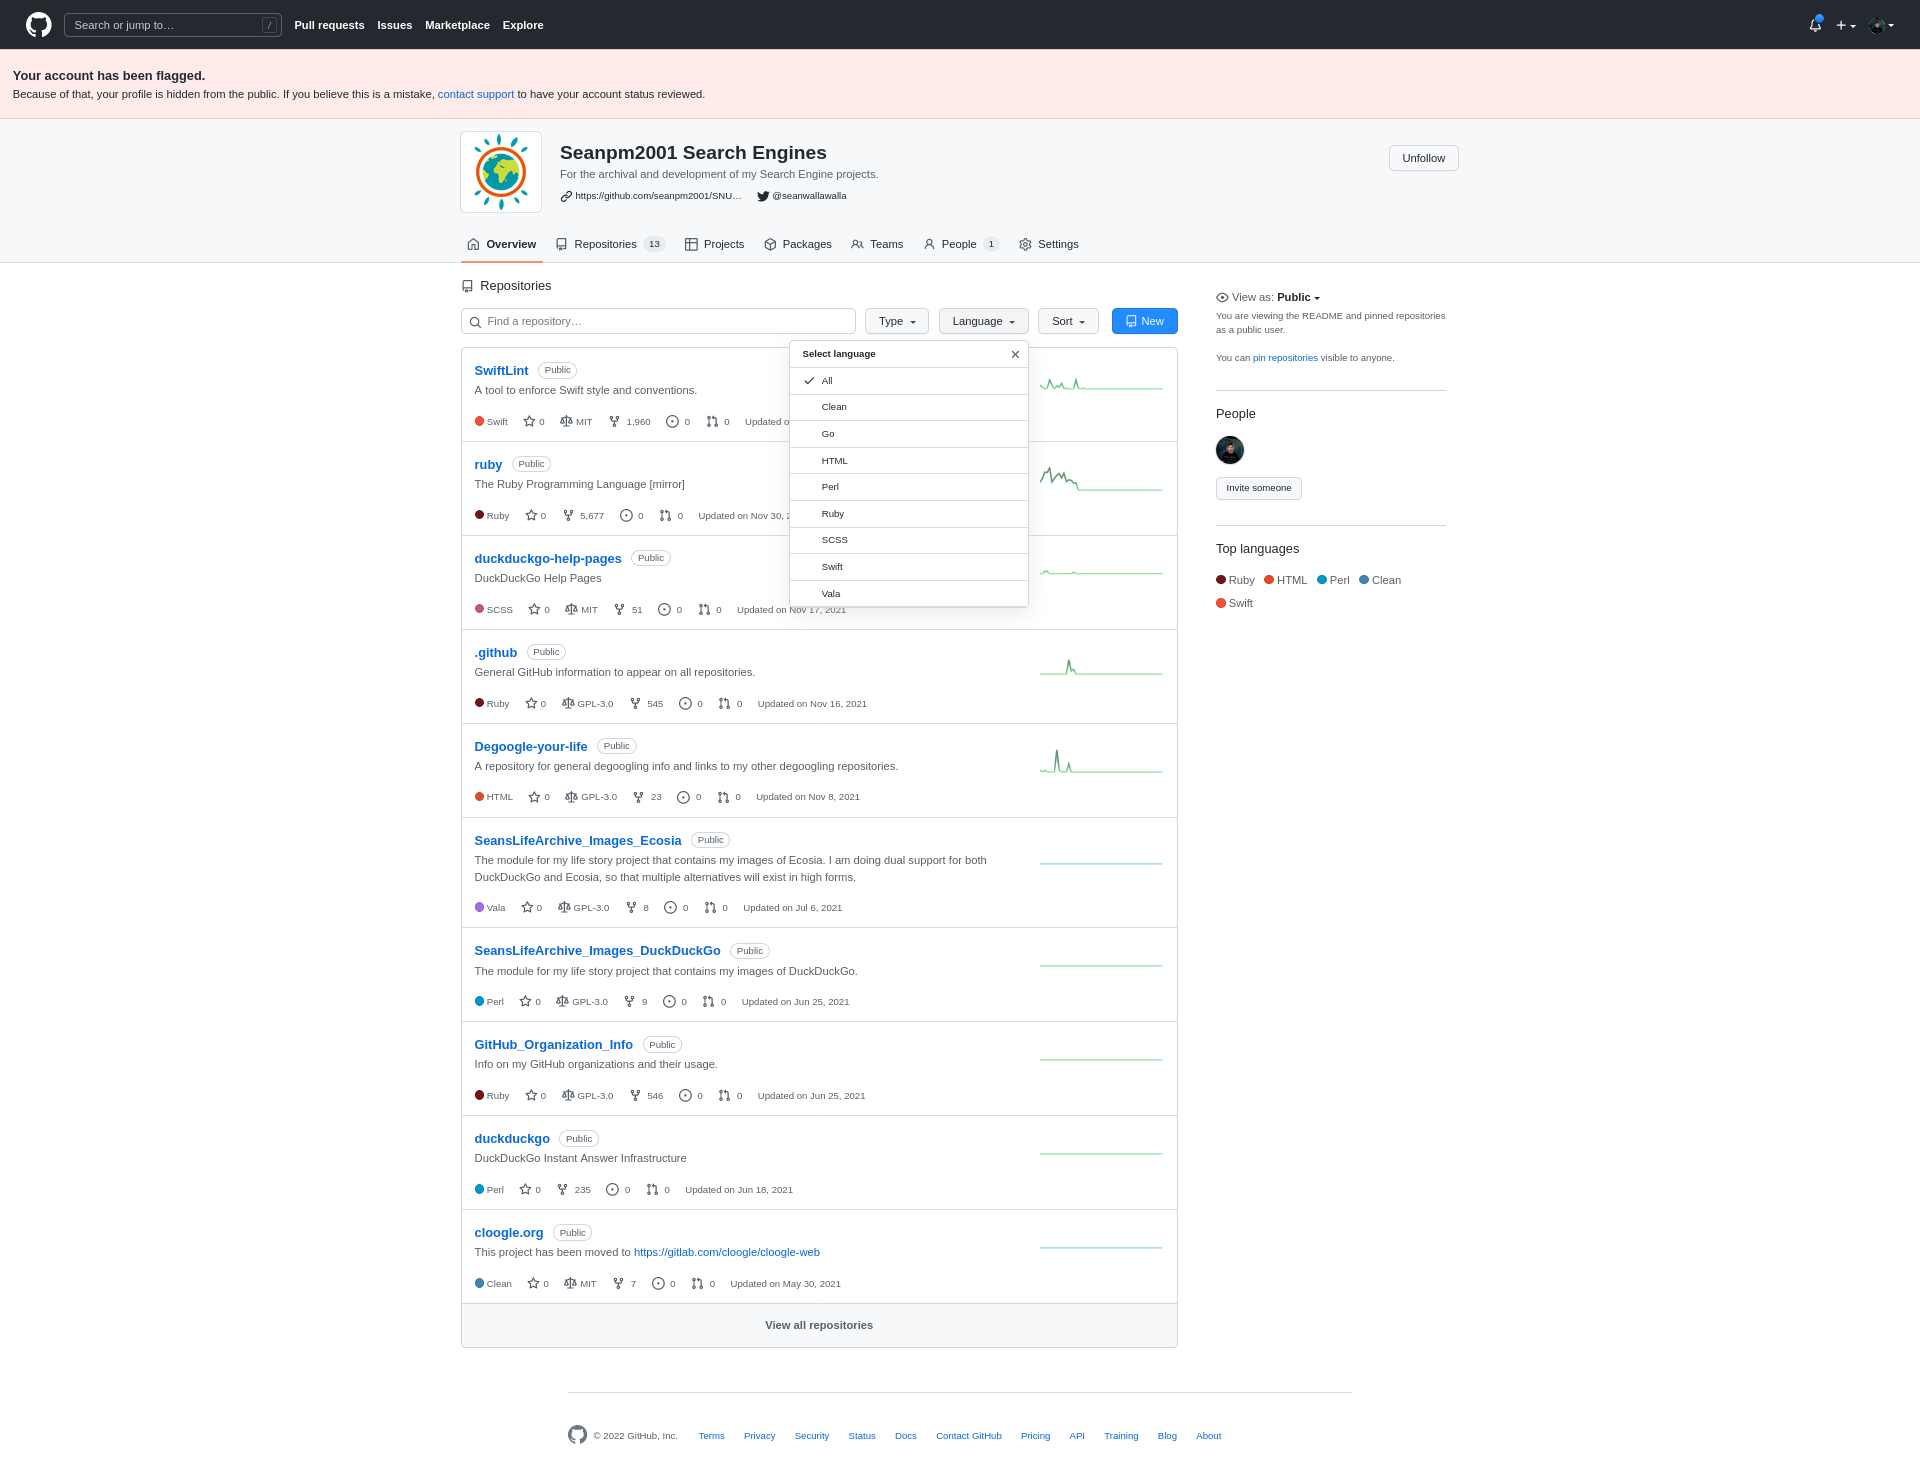 Search or jump to… / Pull requests Issues Marketplace Explore
Your account has been flagged.
Because of that, your profile is hidden from the public. If you believe this is a mistake, contact support to have your account status reviewed.
Seanpm2001 Search Engines
Unfollow
For the archival and development of my Search Engine projects.
https://github.com/seanpm2001/SNU… @seanwallawalla
Overview Repositories 13 Projects Packages Teams People 1 Settings
Repositories
Find a repository… Type Language Sort New
Select language
All
Clean
Go
HTML
Perl
Ruby
SCSS
Swift
Vala
SwiftLint Public
A tool to enforce Swift style and conventions.
Swift 0 MIT 1,960 0 0 Updated o
ruby Public
The Ruby Programming Language [mirror]
Ruby 0 5,677 0 0 Updated on Nov 30,
duckduckgo-help-pages Public
DuckDuckGo Help Pages
SCSS 0 MIT 51 0 0 Updated on Nov 17, 2021
.github Public
General GitHub information to appear on all repositories.
Ruby 0 GPL-3.0 545 0 0 Updated on Nov 16, 2021
Degoogle-your-life Public
A repository for general degoogling info and links to my other degoogling repositories.
HTML 0 GPL-3.0 23 0 0 Updated on Nov 8, 2021
SeansLifeArchive_Images_Ecosia Public
The module for my life story project that contains my images of Ecosia. I am doing dual support for both
DuckDuckGo and Ecosia, so that multiple alternatives will exist in high forms.
Vala 0 GPL-3.0 8 0 0 Updated on Jul 6, 2021
SeansLifeArchive_Images_DuckDuckGo Public
The module for my life story project that contains my images of DuckDuckGo.
Perl 0 GPL-3.0 9 0 0 Updated on Jun 25, 2021
GitHub_Organization_Info Public
Info on my GitHub organizations and their usage.
Ruby 0 GPL-3.0 546 0 0 Updated on Jun 25, 2021
duckduckgo Public
DuckDuckGo Instant Answer Infrastructure
Perl 0 235 0 0 Updated on Jun 18, 2021
cloogle.org Public
This project has been moved to https://gitlab.com/cloogle/cloogle-web
Clean 0 MIT 7 0 0 Updated on May 30, 2021
View all repositories
View as: Public
You are viewing the README and pinned repositories
as a public user.
You can pin repositories visible to anyone.
People
Invite someone
Top languages
Ruby HTML Perl Clean
Swift
© 2022 GitHub, Inc. Terms Privacy Security Status Docs Contact GitHub Pricing API Training Blog About